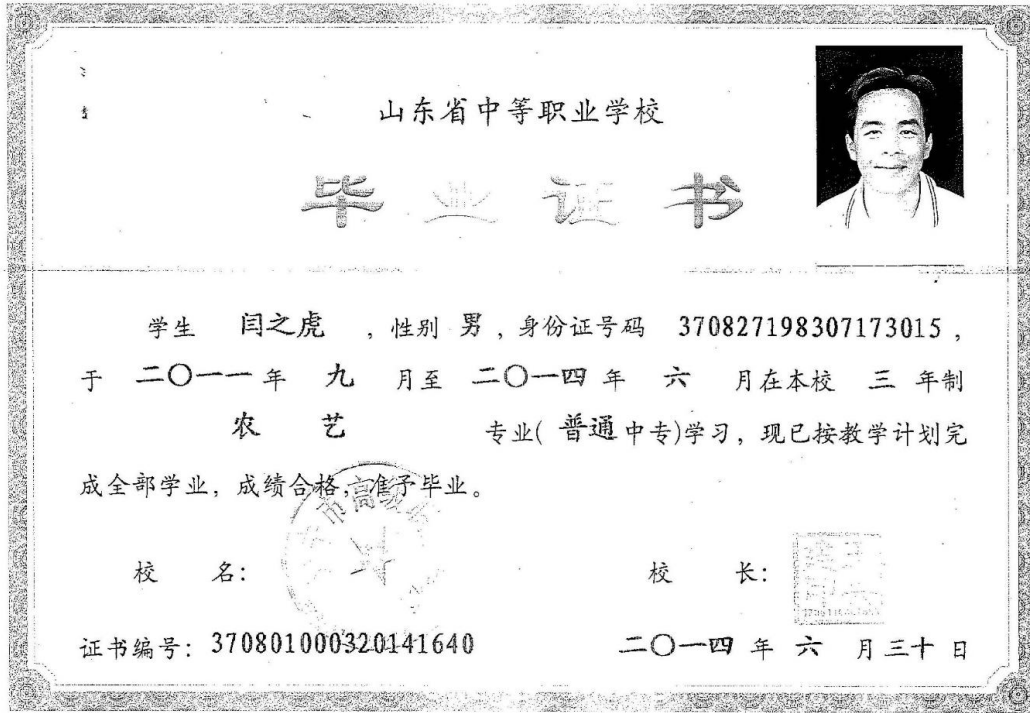 山东省中等职业学校
毕业证书
学生 闫之虎 ，性别 男 ，身份证号码 370827198307173015，
于 二〇一一 年 九 月至 二〇一四 年 六 月在本校 三 年制
农 艺 专业( 普通 中专)学习，现已按教学计划完
成全部学业，成绩合格，准予毕业。
市高级
校 名： 校 长：
证书编号：370801000320141640 二〇一四 年 六 月 三十 日